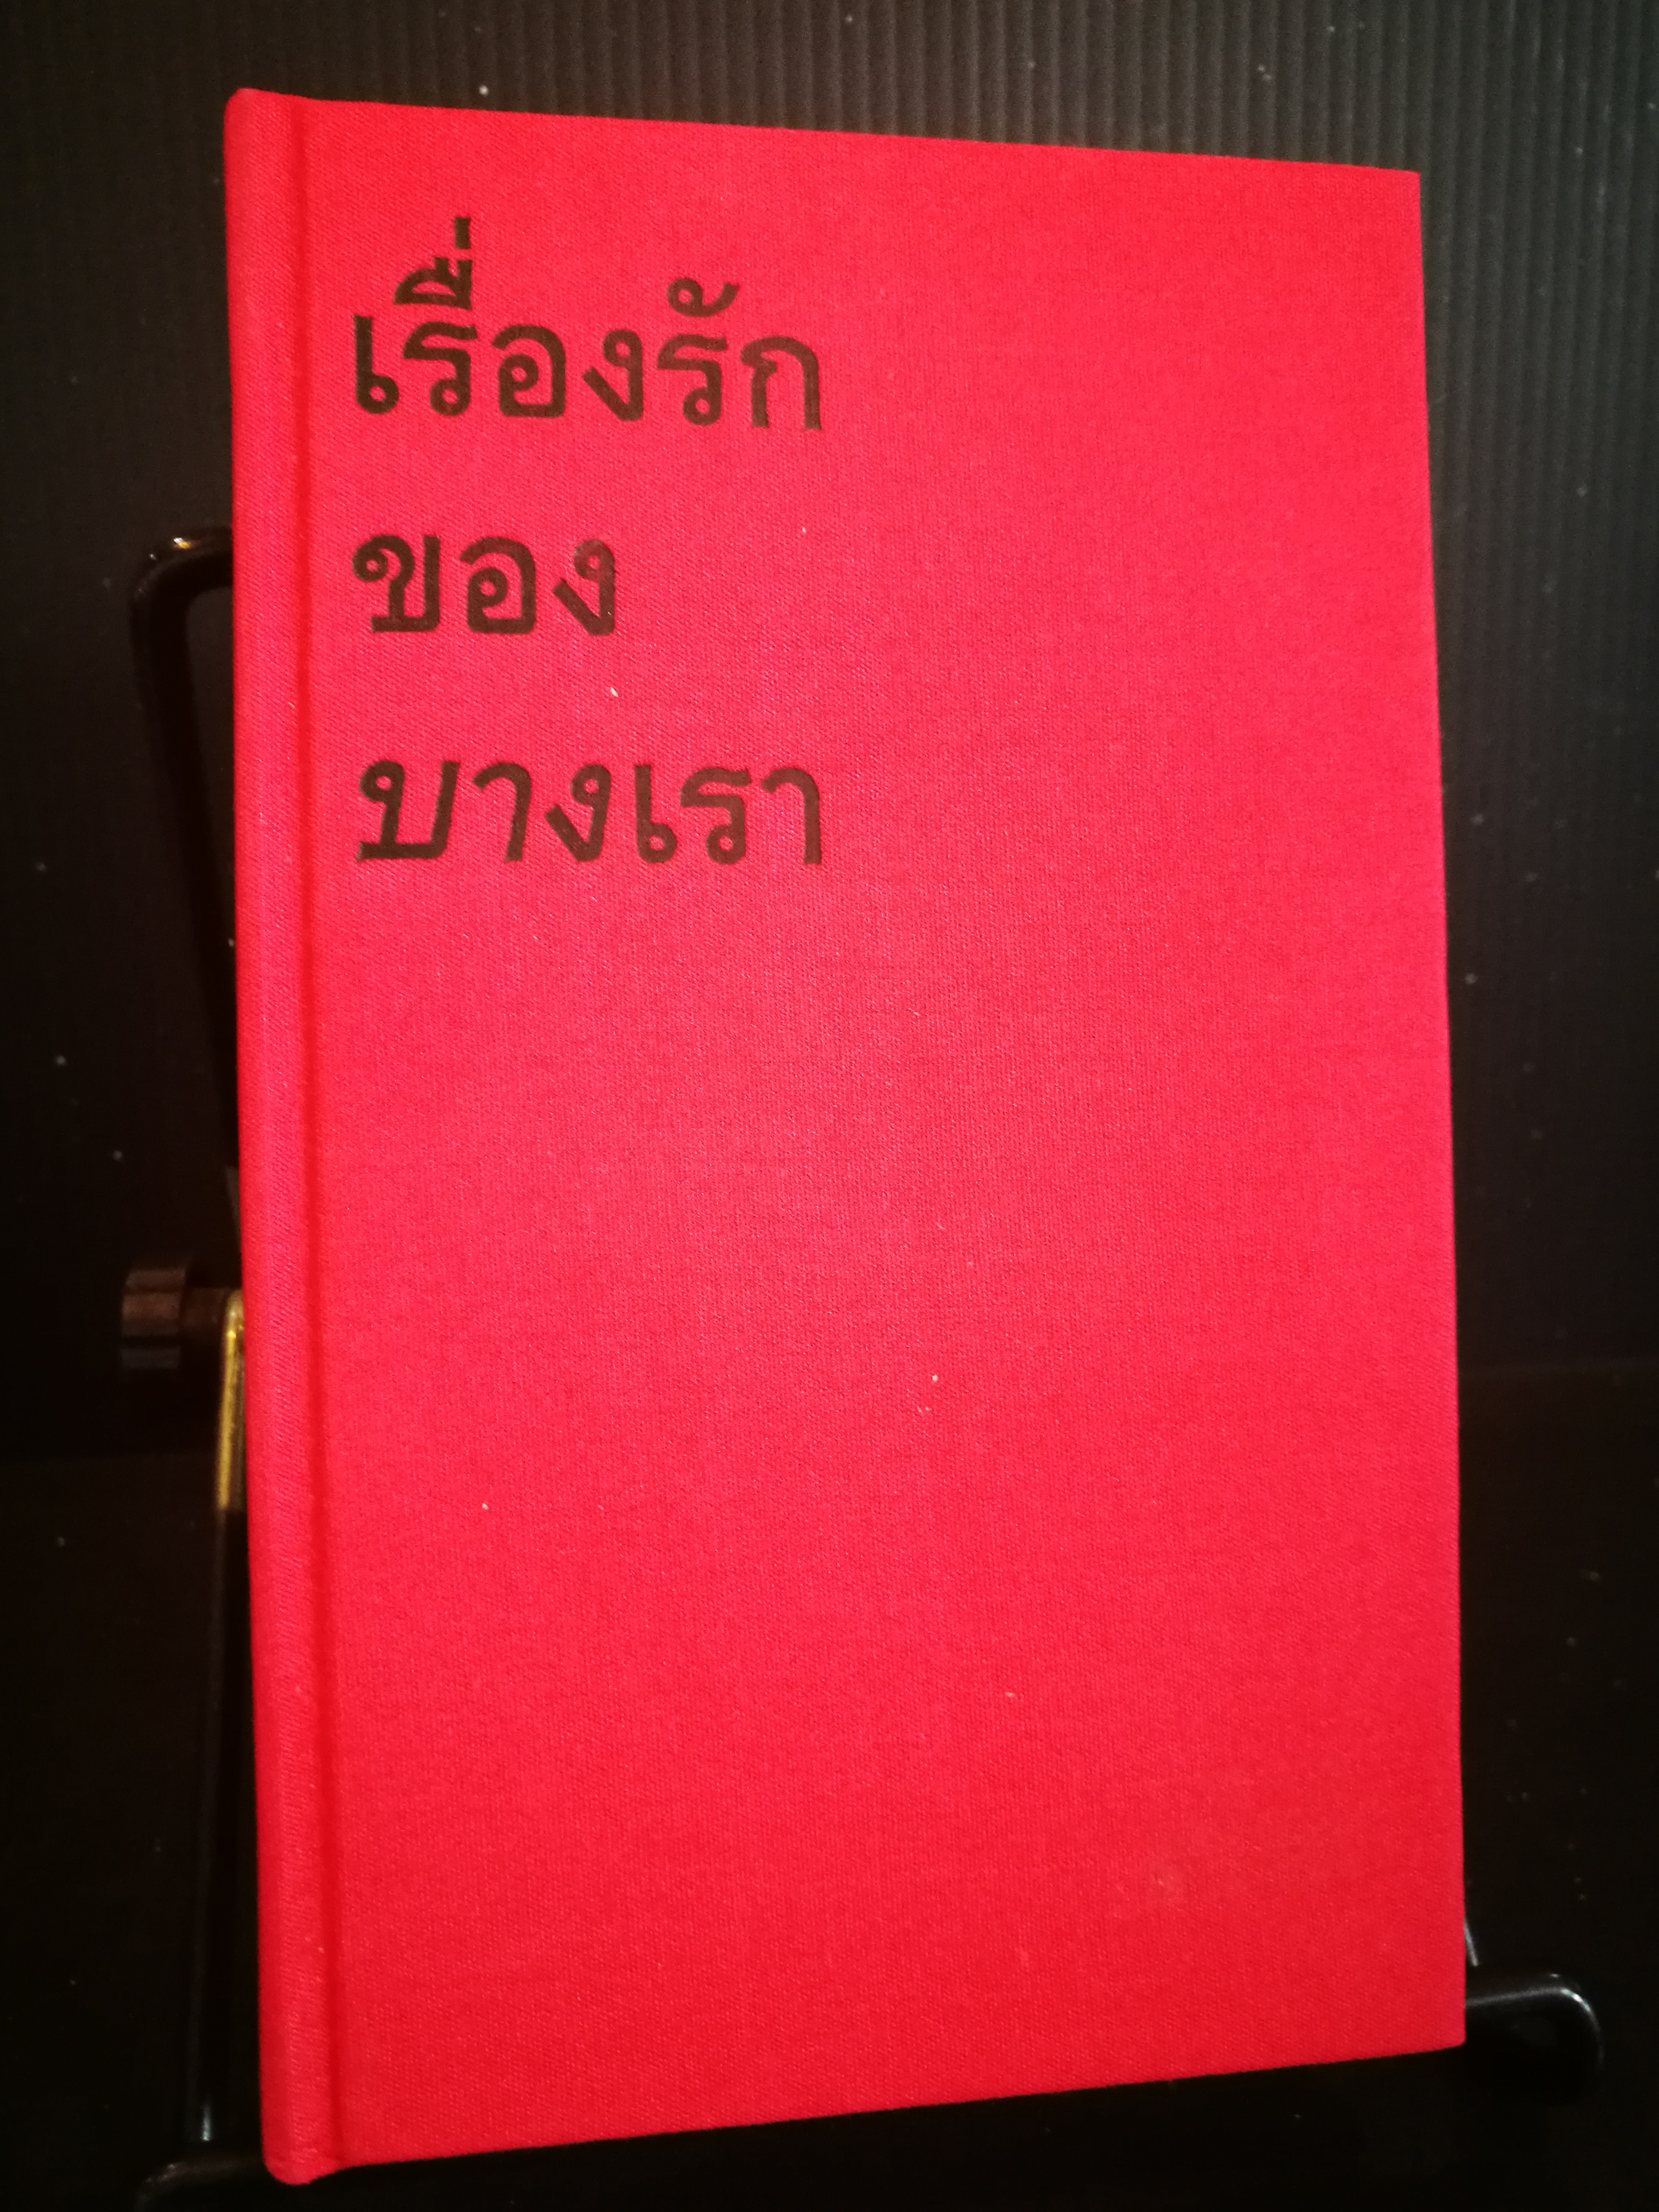 เรื่องรัก
ของ
บางเรา